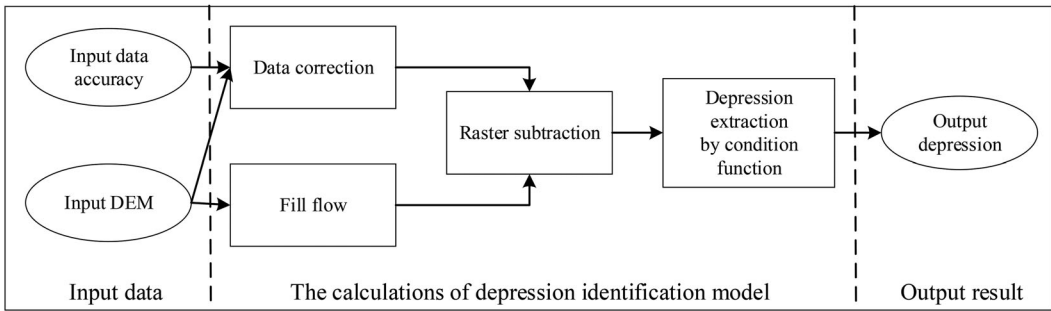 Input data
accuracy
Data correction
Raster subtraction
Depression
extraction
by condition
function
Output
depression
Input DEM
Fill flow
Input data
The calculations of depression identification model
Output result